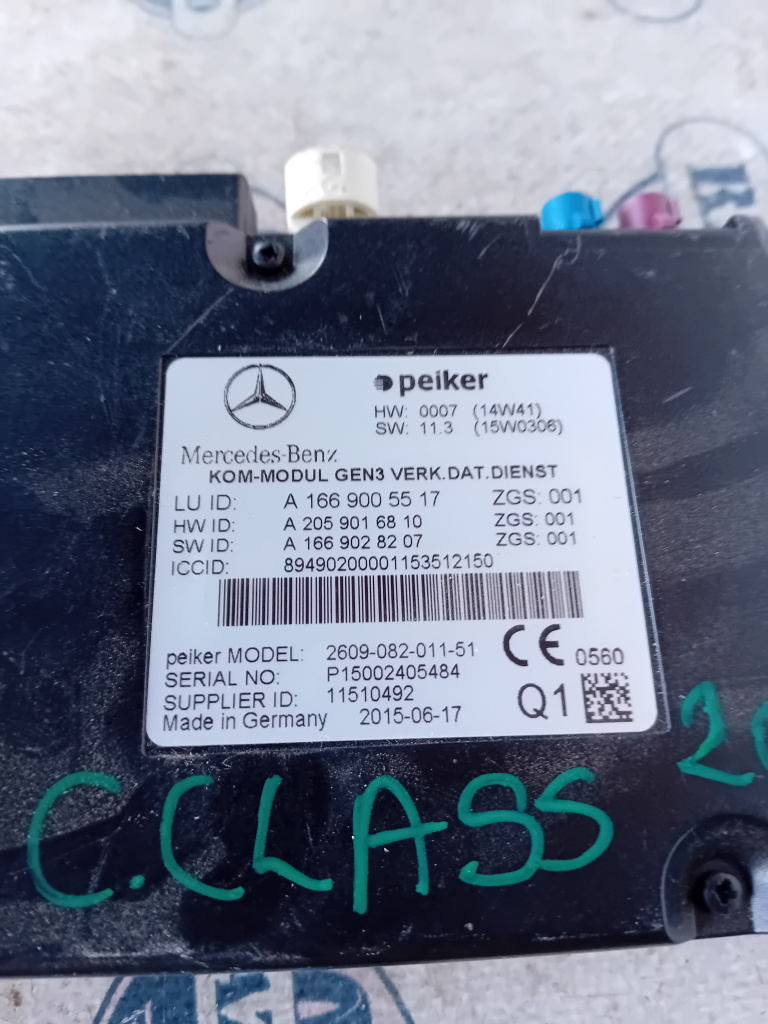 peiker
HW: 0007 (14W41)
SW: 11.3 (15W0306)
Mercedes-Benz
KOM-MODUL GEN3 VERK.DAT.DIENST
LU ID: A 166 900 55 17 ZGS: 001
HW ID: A 205 901 68 10 ZGS: 001
SW ID: A 166 902 82 07 ZGS: 001
ICCID: 89490200001153512150
peiker MODEL: 2609-082-011-51
SERIAL NO: P15002405484
SUPPLIER ID: 11510492
Made in Germany 2015-06-17
CE 0560
Q1
C.CLASS